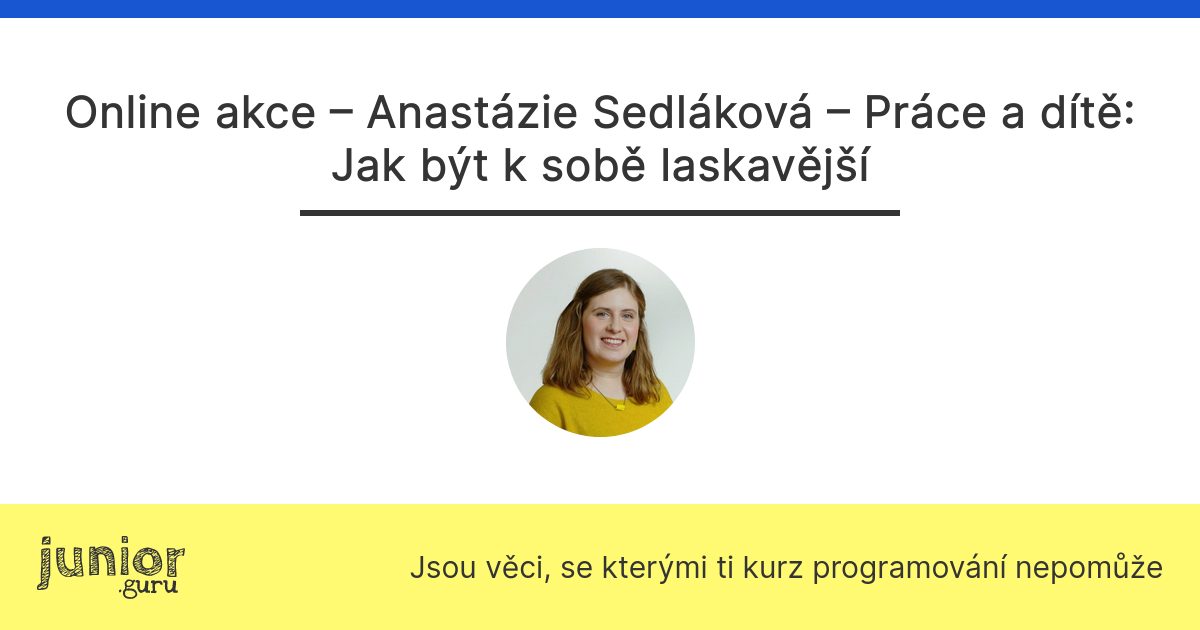 Online akce – Anastázie Sedláková – Práce a dítě:
Jak být k sobě laskavější
junior
.guru
Jsou věci, se kterými ti kurz programování nepomůže